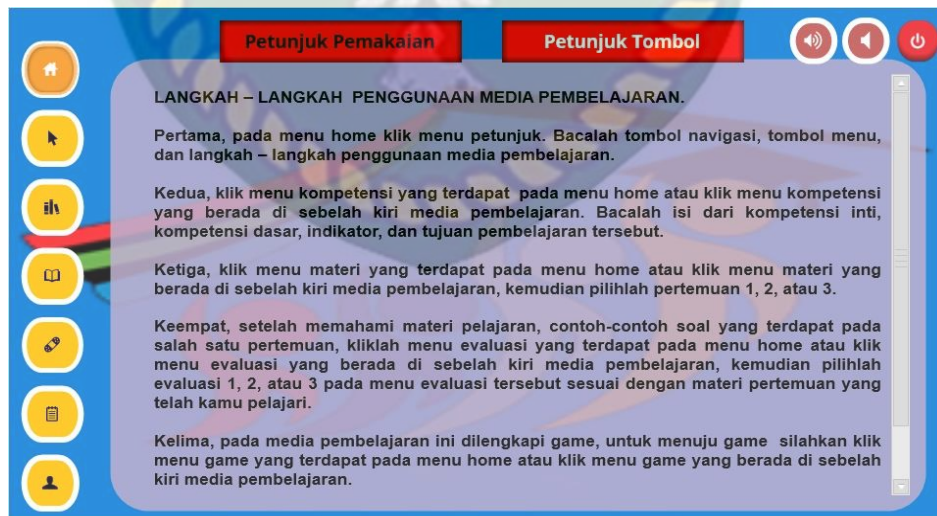 Petunjuk Pemakaian
Petunjuk Tombol
LANGKAH – LANGKAH PENGGUNAAN MEDIA PEMBELAJARAN.
Pertama, pada menu home klik menu petunjuk. Bacalah tombol navigasi, tombol menu,
dan langkah – langkah penggunaan media pembelajaran.
Kedua, klik menu kompetensi yang terdapat pada menu home atau klik menu kompetensi
yang berada di sebelah kiri media pembelajaran. Bacalah isi dari kompetensi inti,
kompetensi dasar, indikator, dan tujuan pembelajaran tersebut.
Ketiga, klik menu materi yang terdapat pada menu home atau klik menu materi yang
berada di sebelah kiri media pembelajaran, kemudian pilihlah pertemuan 1, 2, atau 3.
Keempat, setelah memahami materi pelajaran, contoh-contoh soal yang terdapat pada
salah satu pertemuan, kliklah menu evaluasi yang terdapat pada menu home atau klik
menu evaluasi yang berada di sebelah kiri media pembelajaran, kemudian pilihlah
evaluasi 1, 2, atau 3 pada menu evaluasi tersebut sesuai dengan materi pertemuan yang
telah kamu pelajari.
Kelima, pada media pembelajaran ini dilengkapi game, untuk menuju game silahkan klik
menu game yang terdapat pada menu home atau klik menu game yang berada di sebelah
kiri media pembelajaran.